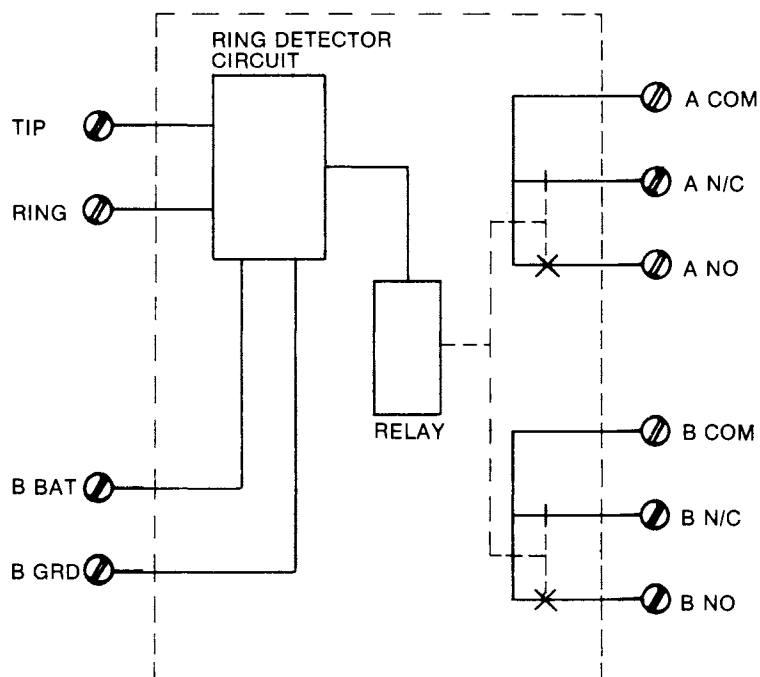 RING DETECTOR
CIRCUIT
TIP
RING
A COM
A N/C
A NO
RELAY
B BAT
B GRD
B COM
B N/C
B NO